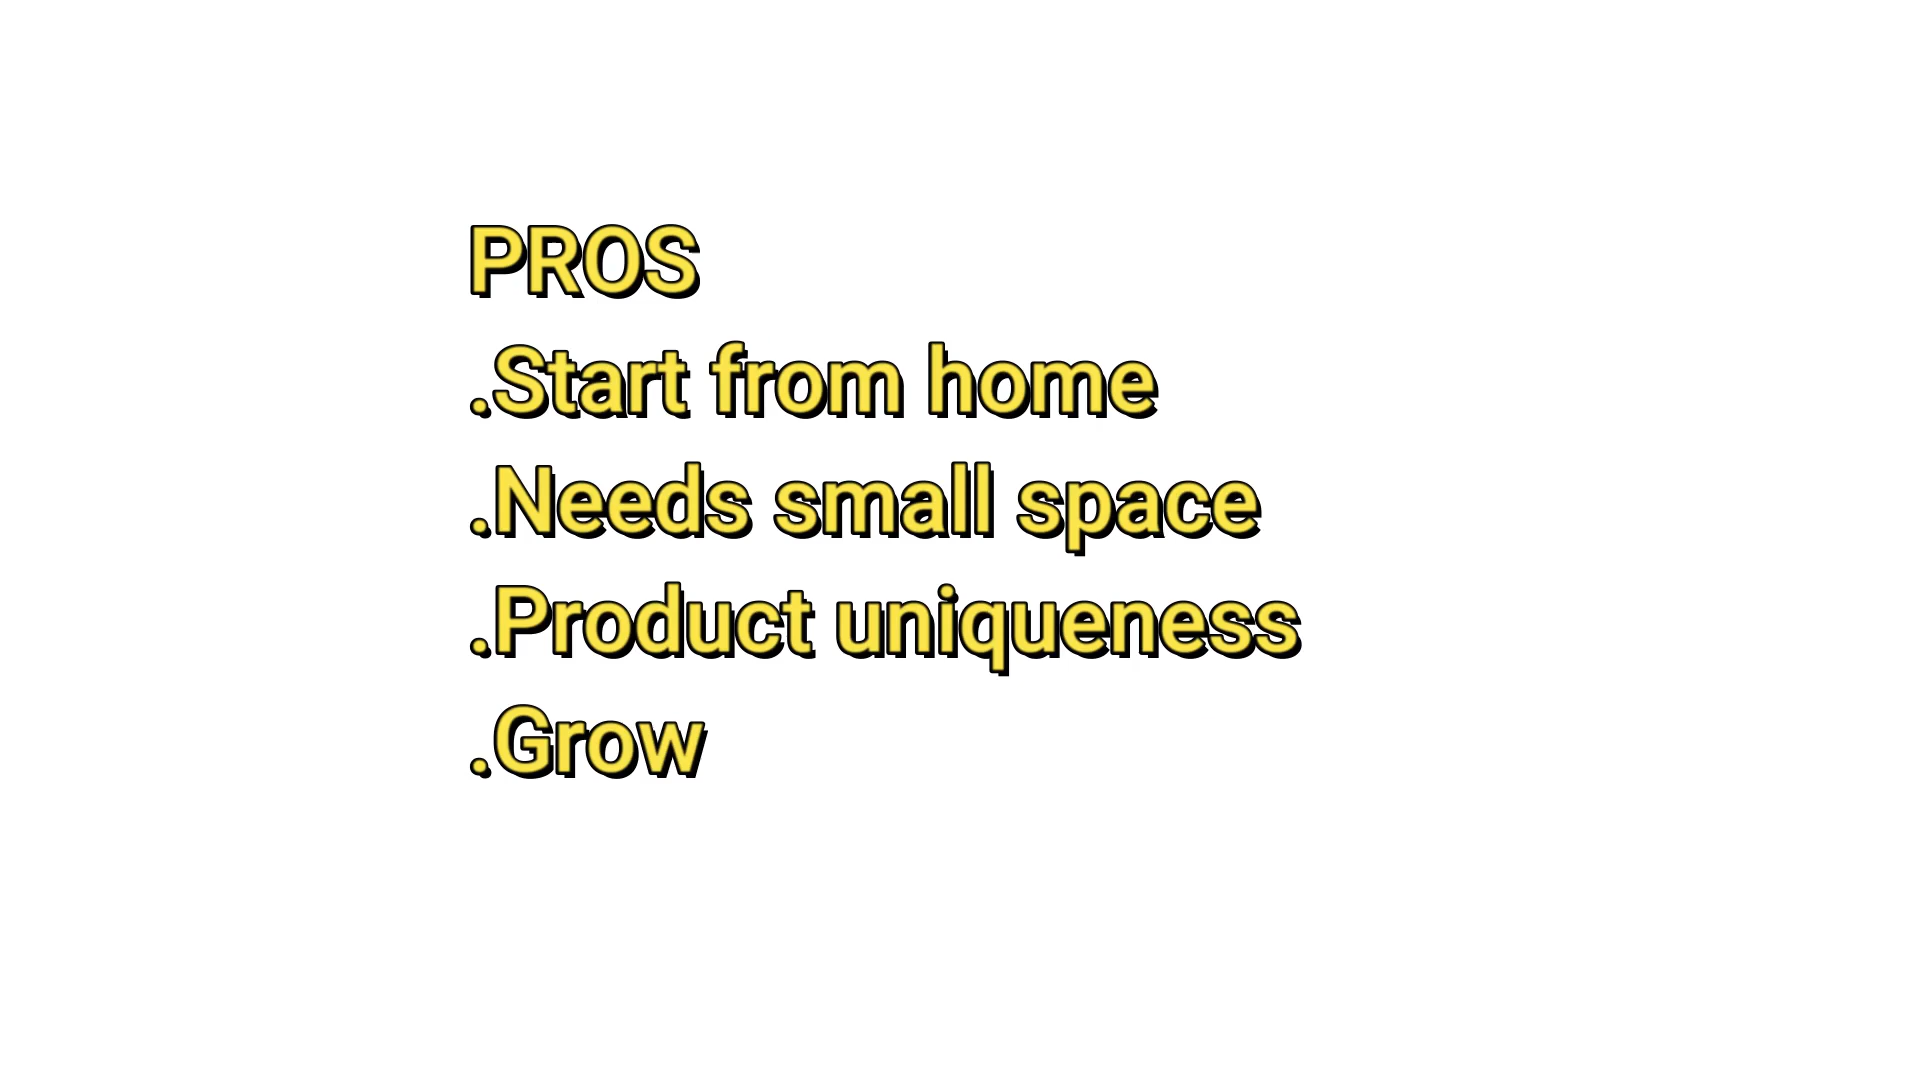 PROS
.Start from home
.Needs small space
.Product uniqueness
.Grow